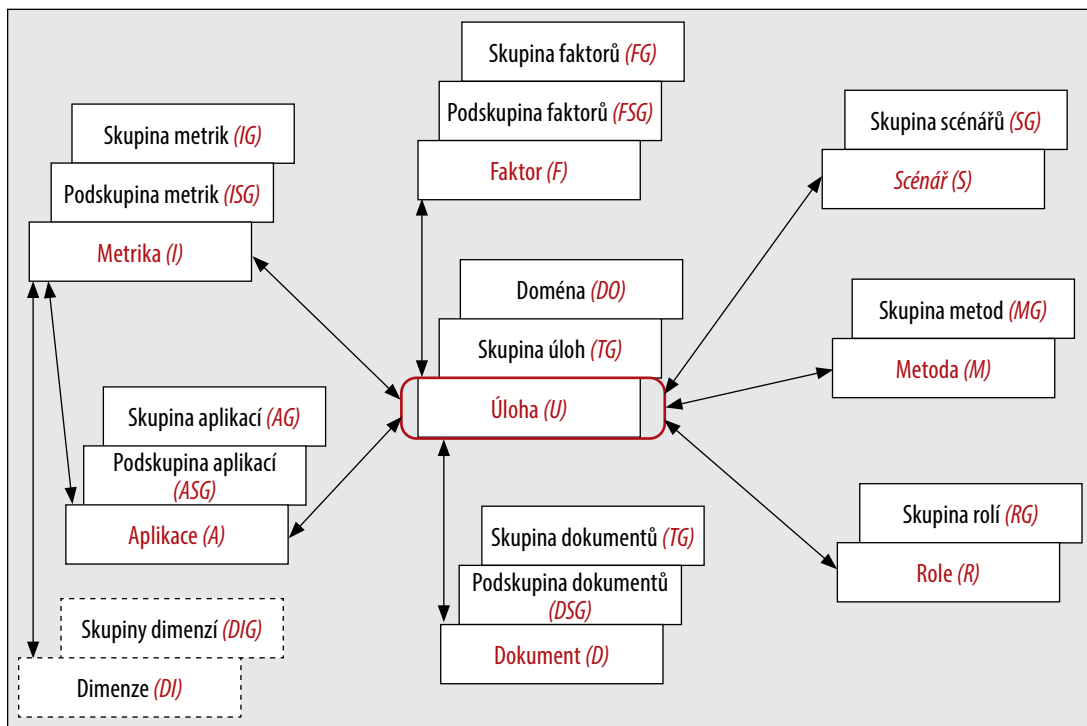 Skupina faktorů (FG)
Podskupina faktorů (FSG)
Faktor (F)
Skupina metrik (IG)
Podskupina metrik (ISG)
Metrika (I)
Skupina scénářů (SG)
Scénář (S)
Doména (DO)
Skupina úloh (TG)
Úloha (U)
Skupina metod (MG)
Metoda (M)
Skupina aplikací (AG)
Podskupina aplikací
(ASG)
Aplikace (A)
Skupina dokumentů (TG)
Podskupina dokumentů
(DSG)
Dokument (D)
Skupina rolí (RG)
Role (R)
Skupiny dimenzí (DIG)
Dimenze (DI)